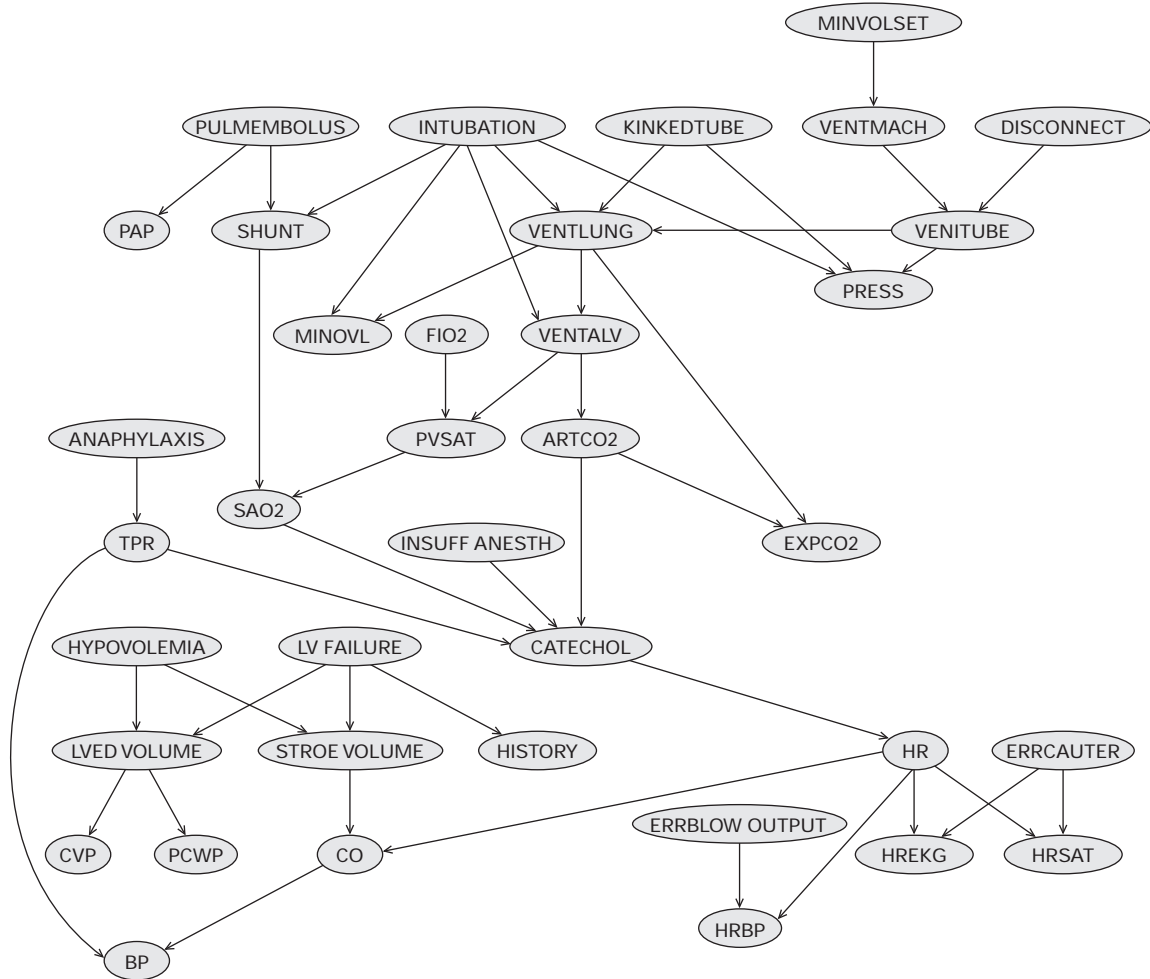 MINVOLSET
PULMEMBOLUS
INTUBATION
KINKEDTUBE
VENTMACH
DISCONNECT
PAP
SHUNT
VENTLUNG
VENITUBE
PRESS
MINOVL
FIO2
VENTALV
ANAPHYLAXIS
PVSAT
ARTCO2
SAO2
TPR
INSUFF ANESTH
EXPCO2
HYPOVOLEMIA
LV FAILURE
CATECHOL
LVED VOLUME
STROE VOLUME
HISTORY
HR
ERRCAUTER
ERRBLOW OUTPUT
CVP
PCWP
CO
HREKG
HRSAT
HRBP
BP